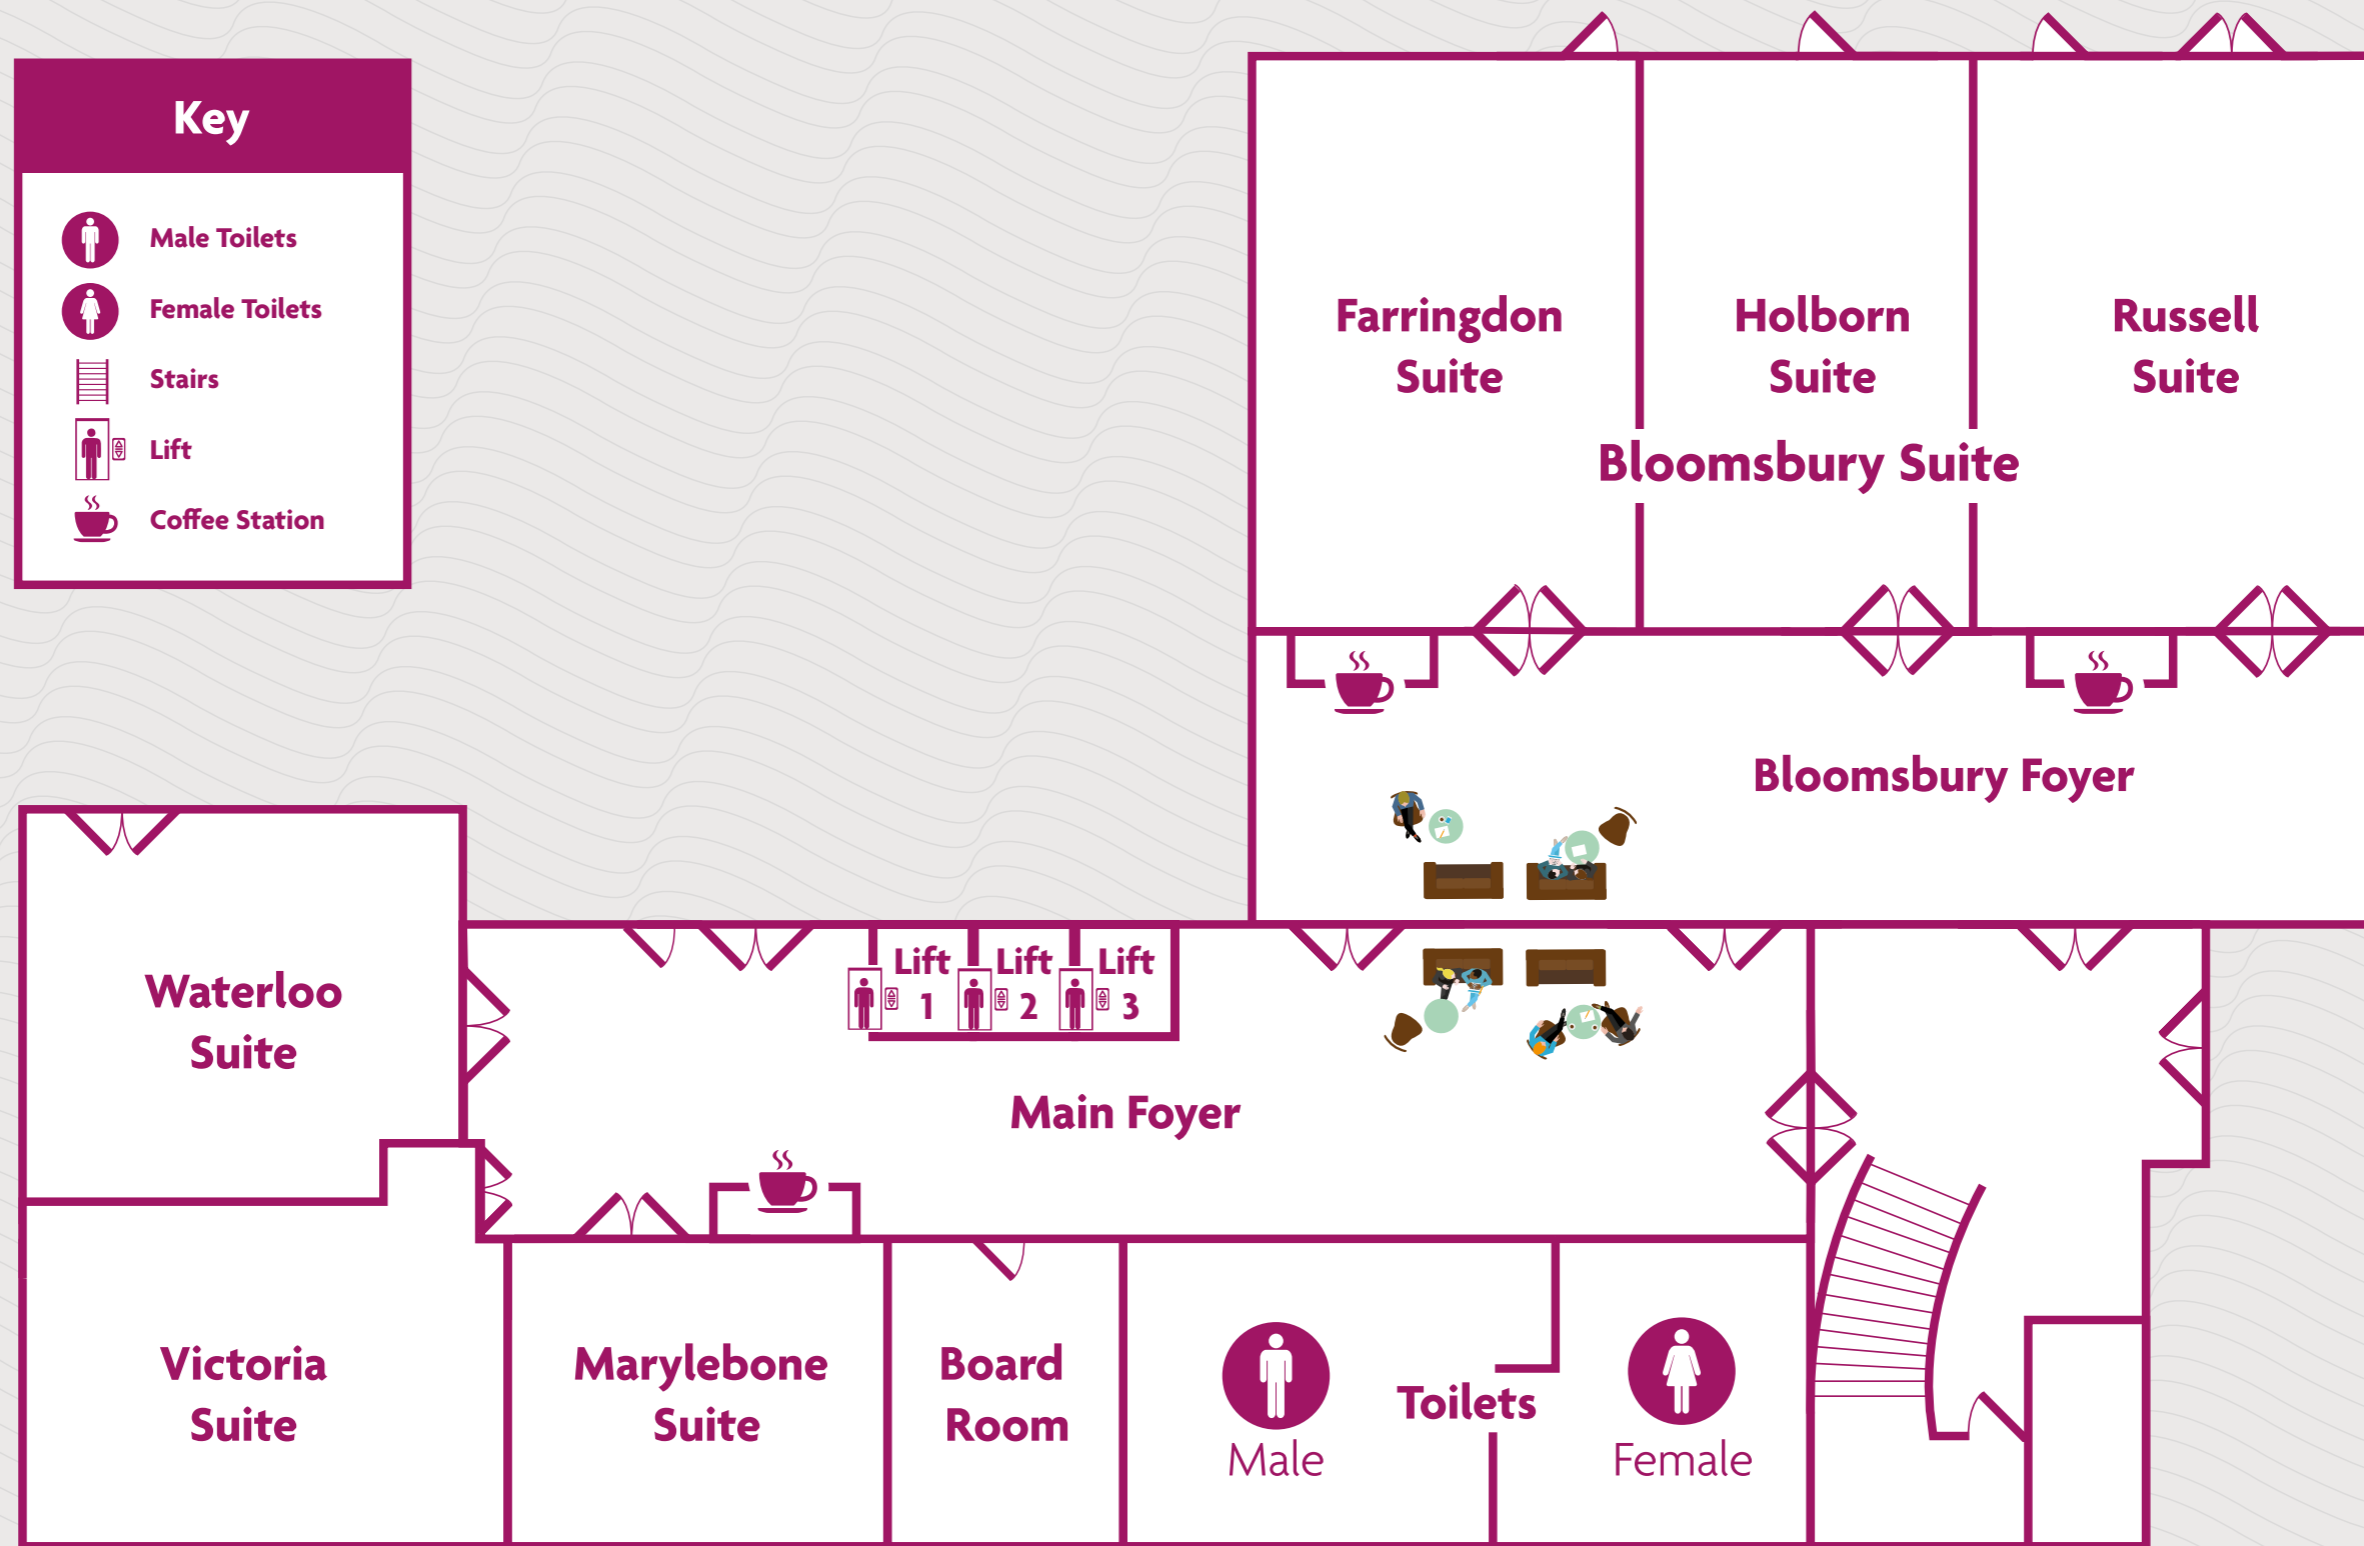 Key
Male Toilets
Female Toilets
Stairs
Lift
Coffee Station
Farringdon
Suite
Holborn
Suite
Russell
Suite
Bloomsbury Suite
Bloomsbury Foyer
Waterloo
Suite
Lift
1
Lift
2
Lift
3
Main Foyer
Victoria
Suite
Marylebone
Suite
Board
Room
Toilets
Male
Female